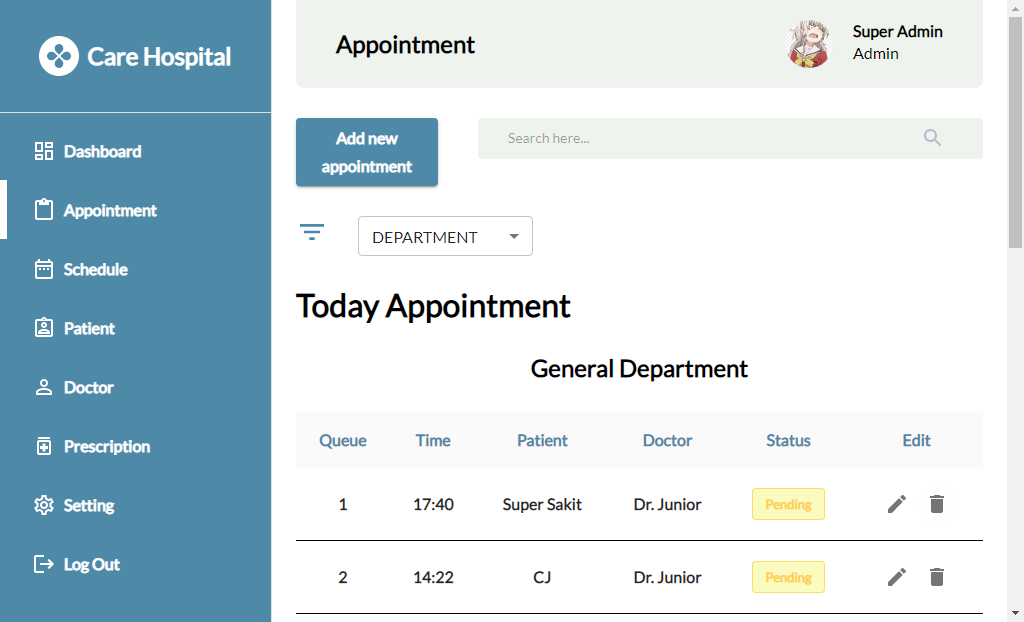 Care Hospital
Dashboard
Appointment
Schedule
Patient
Doctor
Prescription
Setting
Log Out
Appointment
Super Admin
Admin
Add new
appointment
Search here...
DEPARTMENT
Today Appointment
General Department
Queue Time Patient Doctor Status Edit
1 17:40 Super Sakit Dr. Junior Pending
2 14:22 CJ Dr. Junior Pending